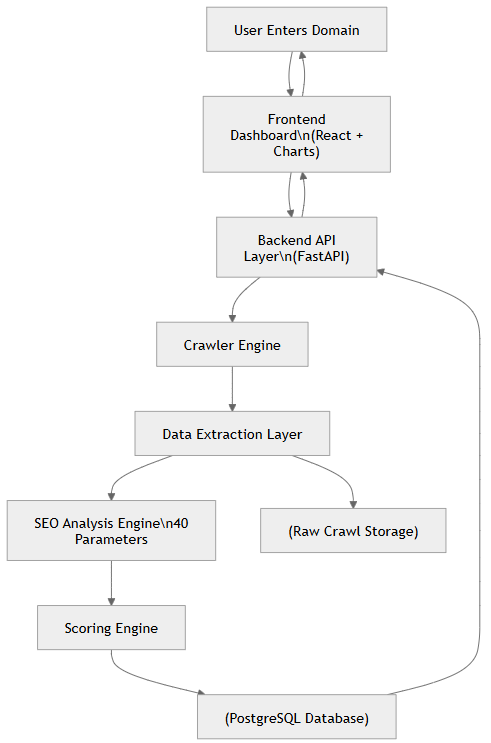 User Enters Domain
Frontend
Dashboard\n(React +
Charts)
Backend API
Layer\n(FastAPI)
Crawler Engine
Data Extraction Layer
SEO Analysis Engine\n40
Parameters
(Raw Crawl Storage)
Scoring Engine
(PostgreSQL Database)